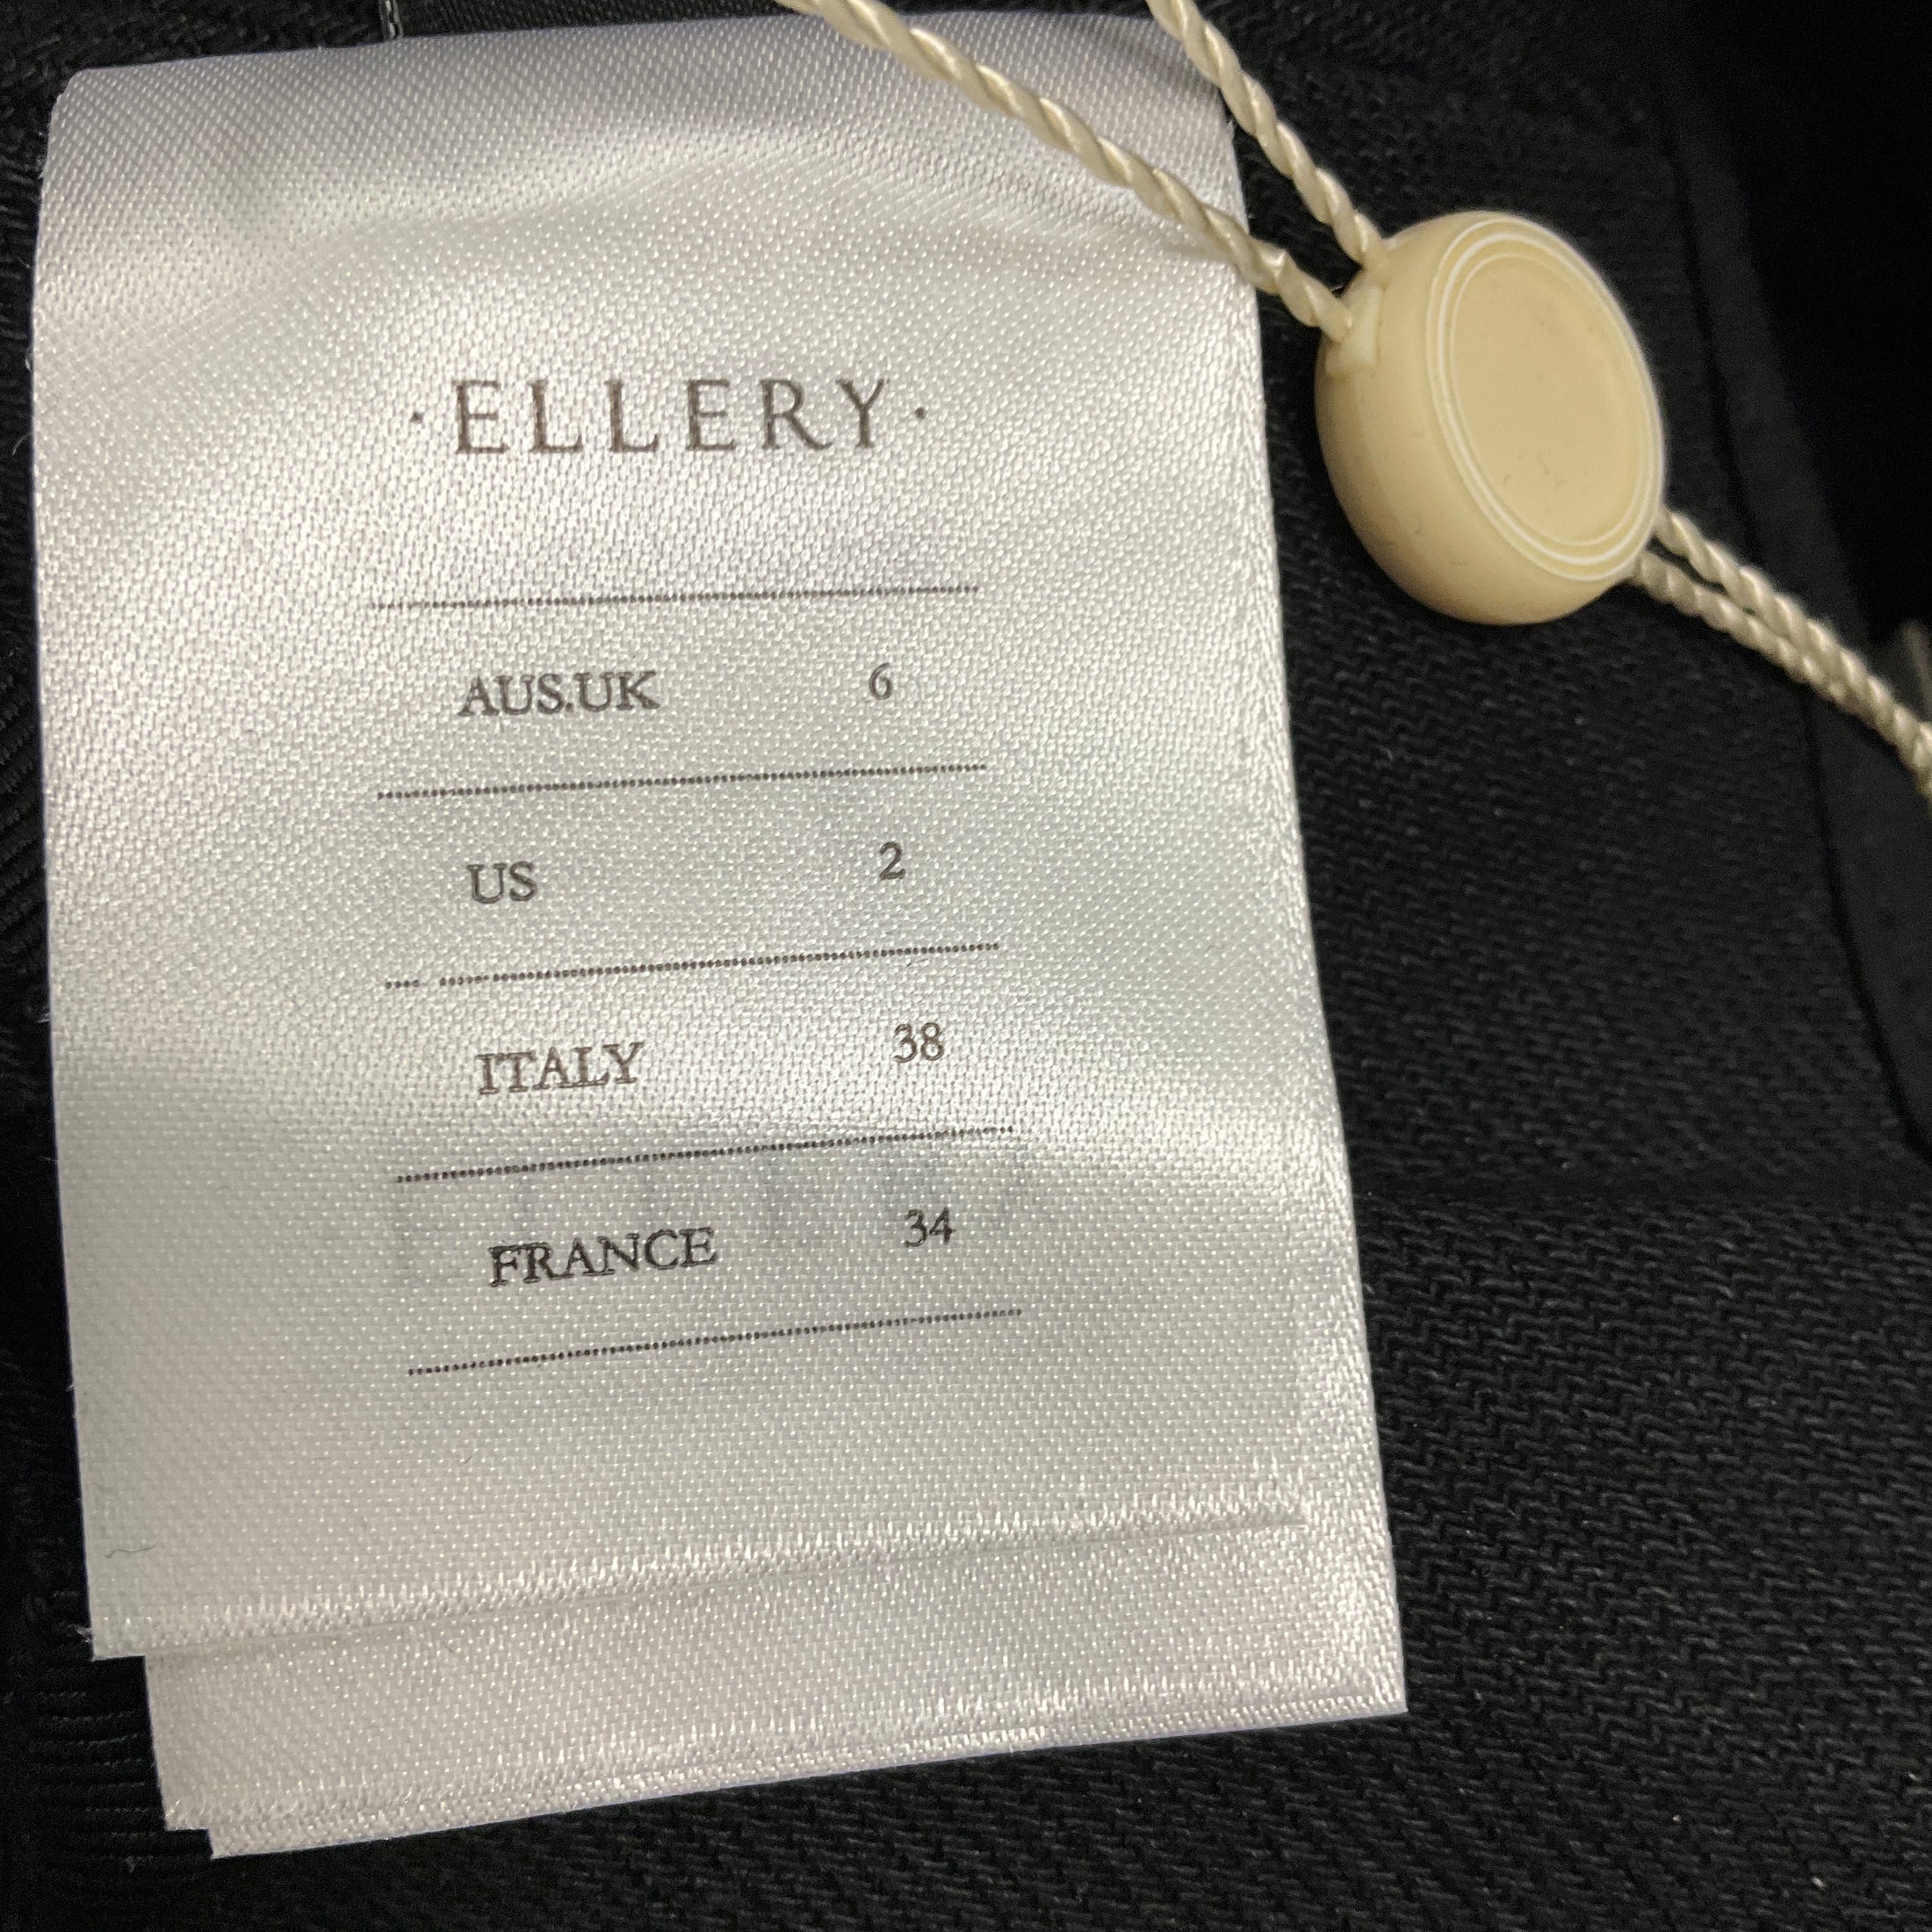 ·ELLERY·
AUS.UK 6
US 2
ITALY 38
FRANCE 34